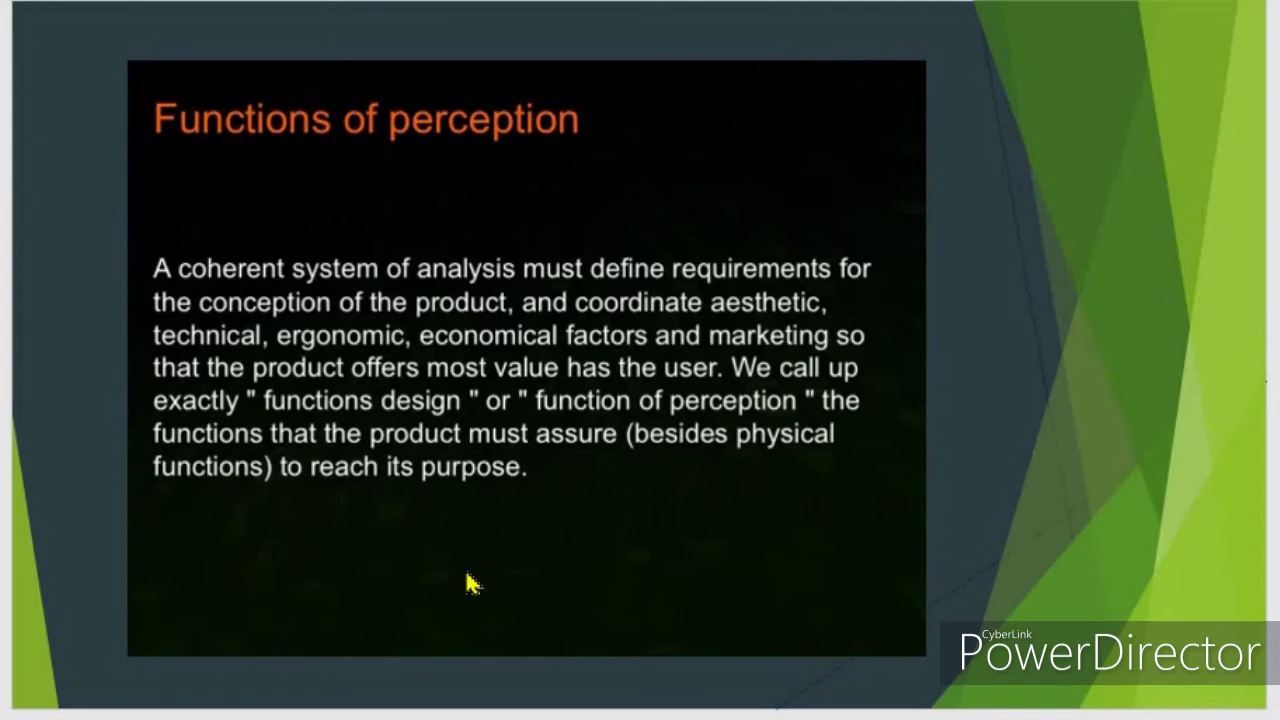 Functions of perception
A coherent system of analysis must define requirements for
the conception of the product, and coordinate aesthetic,
technical, ergonomic, economical factors and marketing so
that the product offers most value has the user. We call up
exactly " functions design " or " function of perception " the
functions that the product must assure (besides physical
functions) to reach its purpose.
CyberLink
PowerDirector